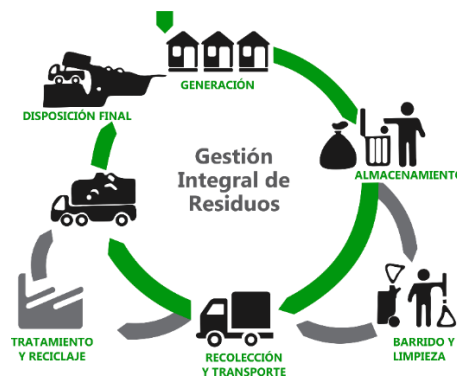 GENERACIÓN
DISPOSICIÓN FINAL
Gestión
Integral de
Residuos
ALMACENAMIENTO
TRATAMIENTO
Y RECICLAJE
RECOLECCIÓN
Y TRANSPORTE
BARRIDO Y
LIMPIEZA